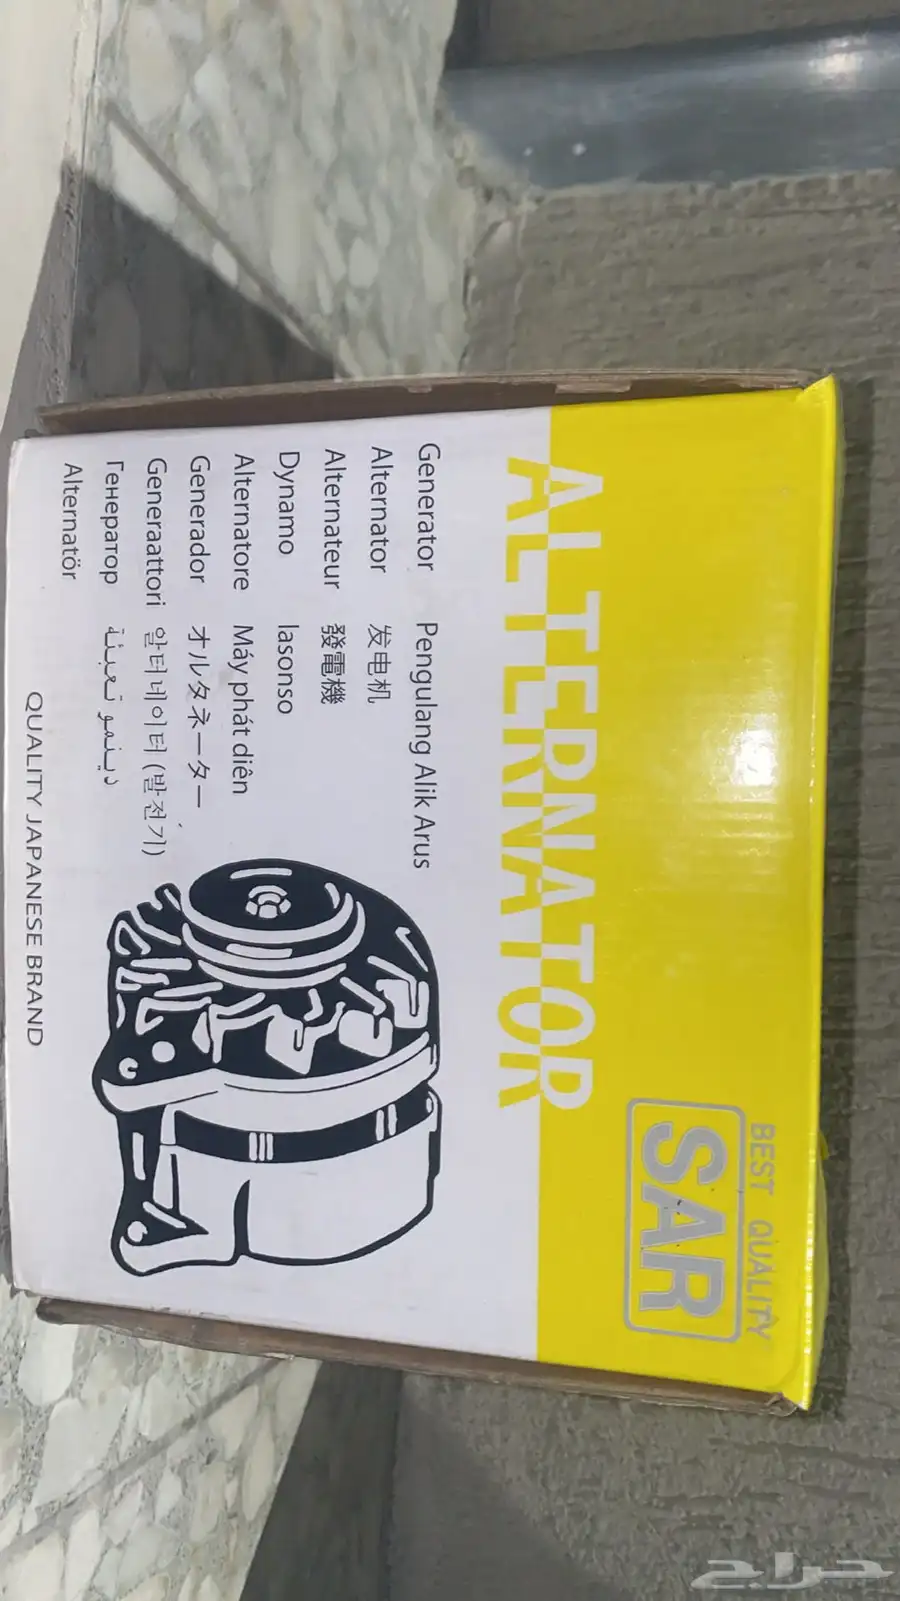 BEST QUALITY
SAR
ALTERNATOR
Generator Pengulang Alik Arus
Alternator 发电机
Alternateur 發電機
Dynamo lasonso
Alternatore Máy phát diên
Generador オルタネーター
Generaattori 알터네이터 (발전기)
Генератор دينمو تعبئة
Alternatör
QUALITY JAPANESE BRAND
حراج